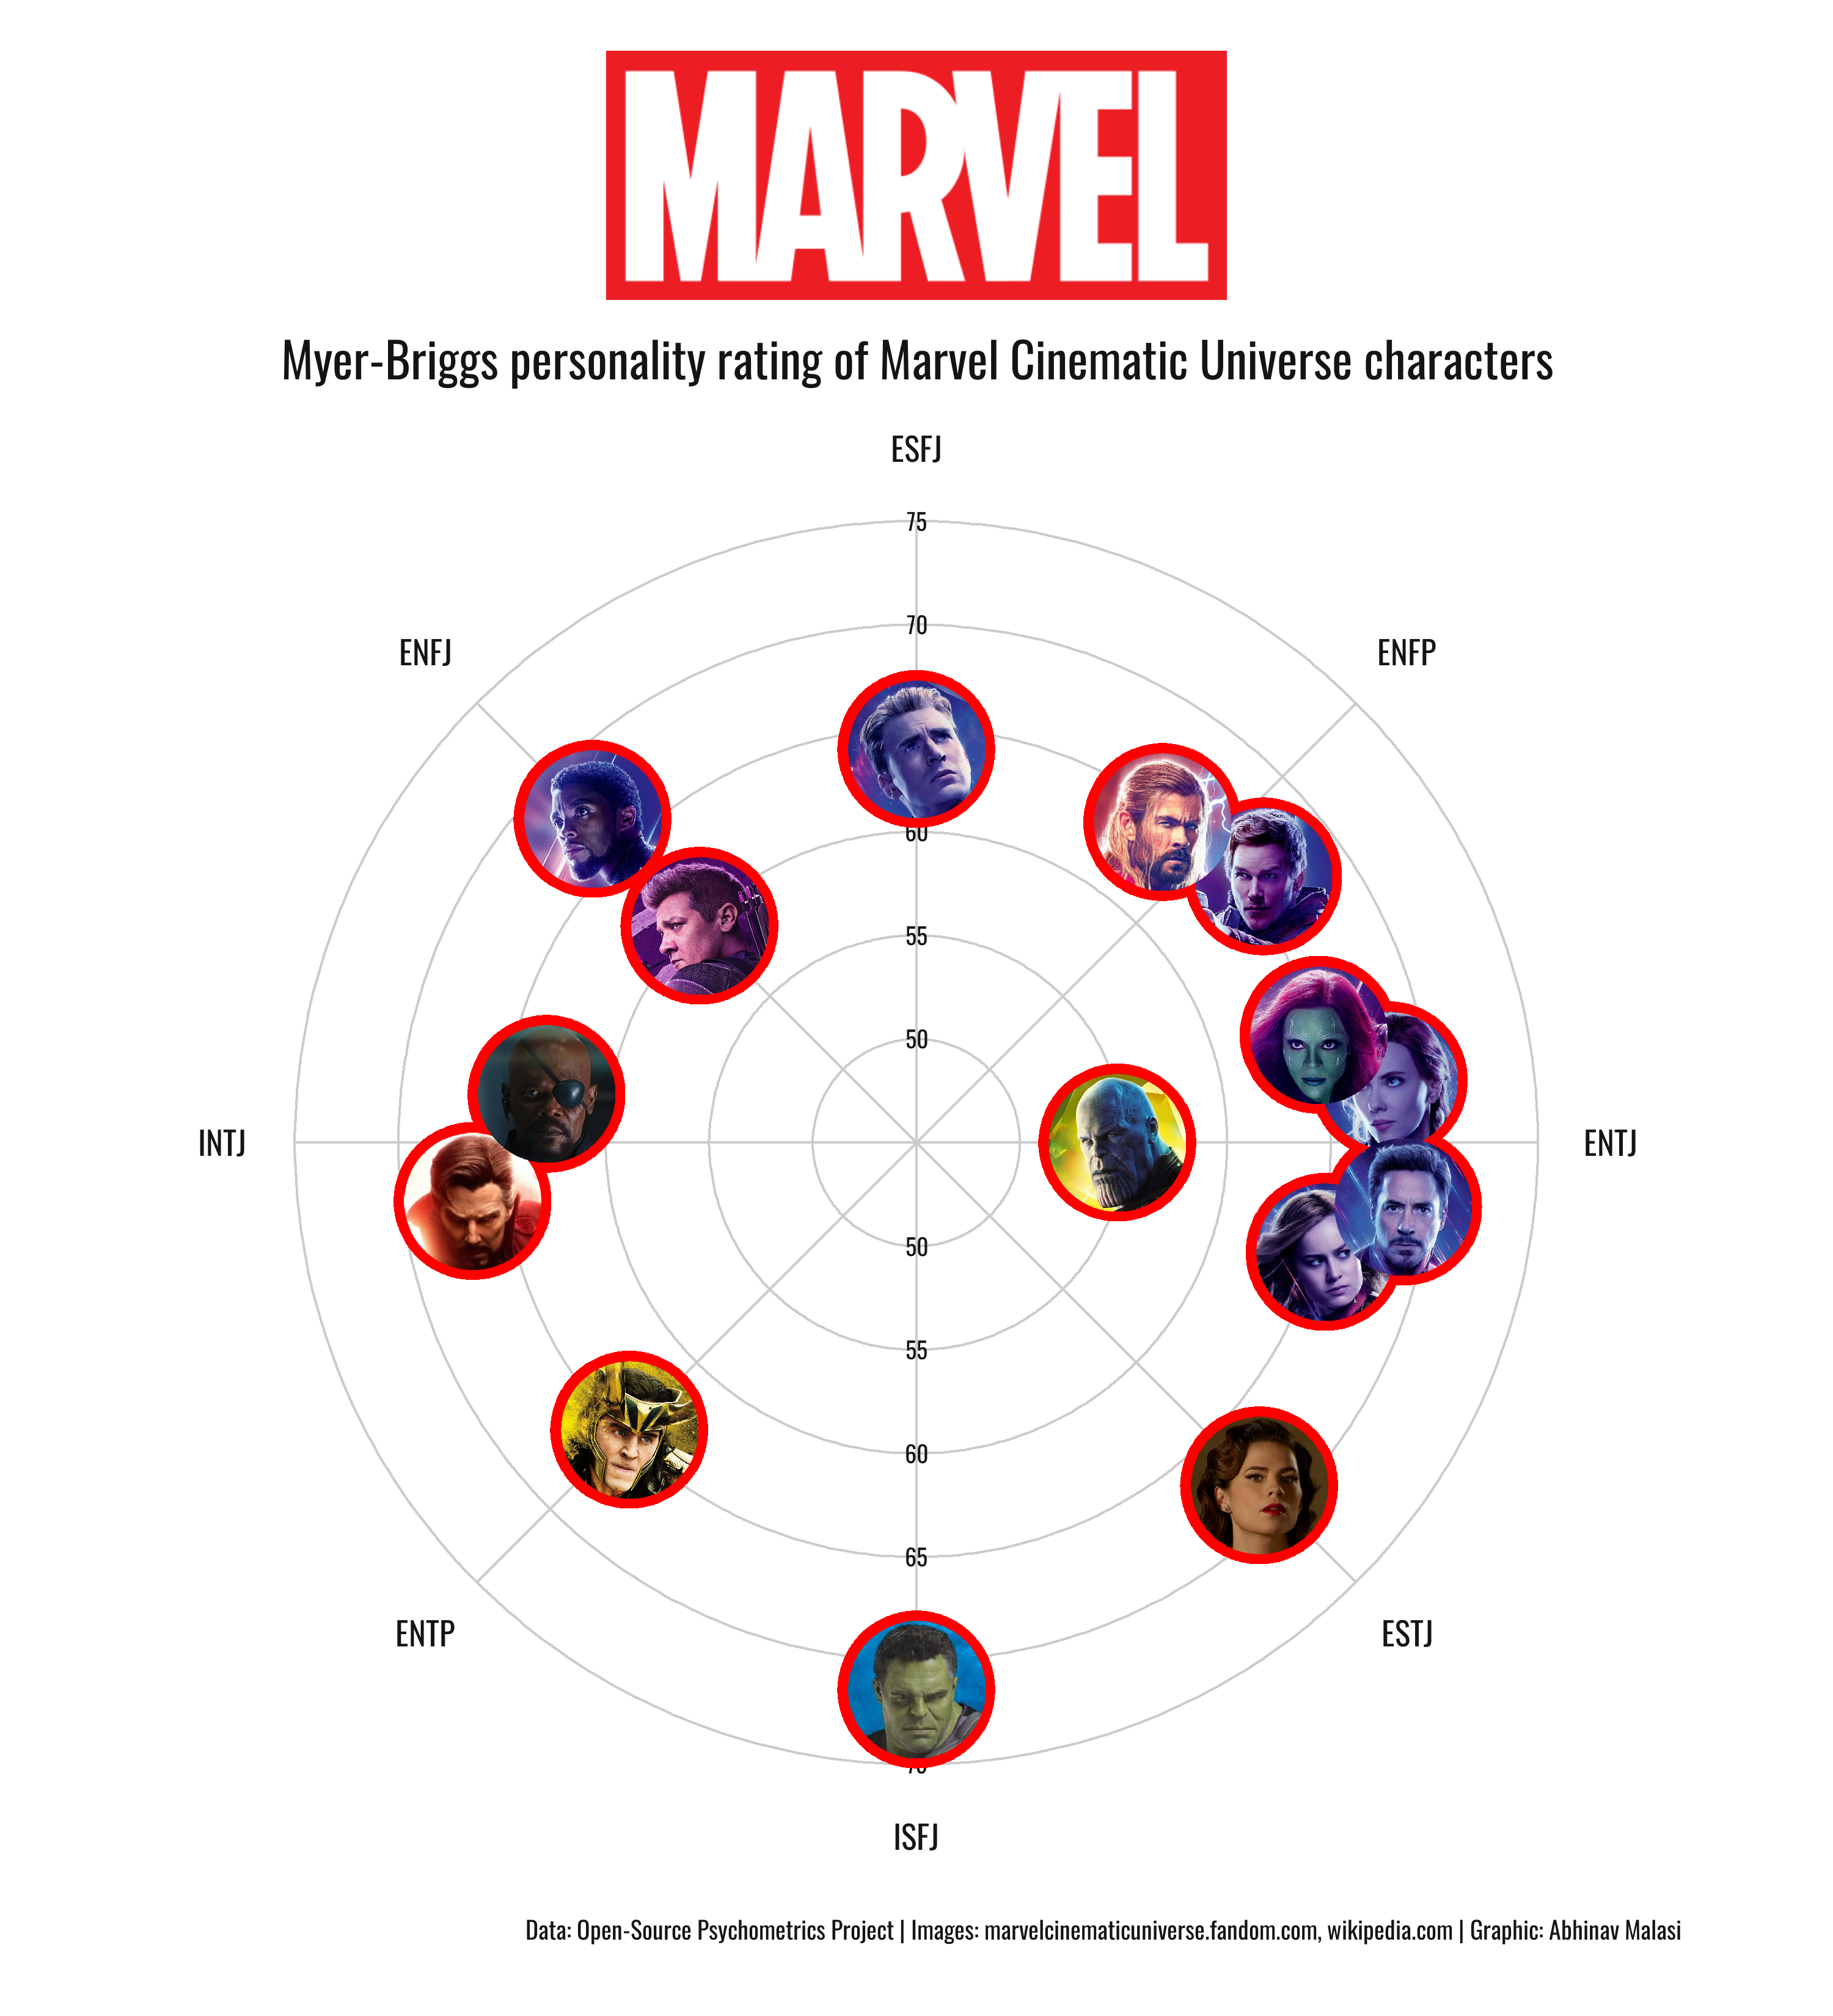 MARVEL
Myer-Briggs personality rating of Marvel Cinematic Universe characters
ESFJ
75
70
ENFJ
ENFP
60
55
50
INTJ
ENTJ
50
55
60
65
ENTP
ESTJ
ISFJ
Data: Open-Source Psychometrics Project | Images: marvelcinematicuniverse.fandom.com, wikipedia.com | Graphic: Abhinav Malasi